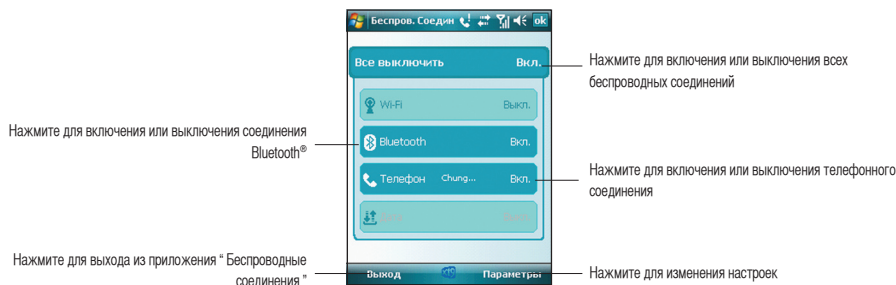 Беспров. Соедин ok
Все выключить Вкл.
Нажмите для включения или выключения всех
беспроводных соединений
Wi-Fi Выкл.
Нажмите для включения или выключения соединения
Bluetooth®
Bluetooth Вкл.
Телефон Chung... Вкл.
Нажмите для включения или выключения телефонного
соединения
Нажмите для выхода из приложения “ Беспроводные
соединения ”
Выход Параметры
Нажмите для изменения настроек